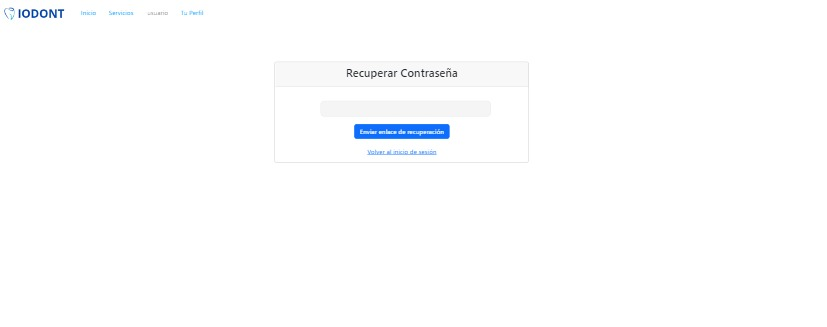 IODONT Inicio Servicios usuario Tu Perfil
Recuperar Contraseña
Enviar enlace de recuperación
Volver al inicio de sesión